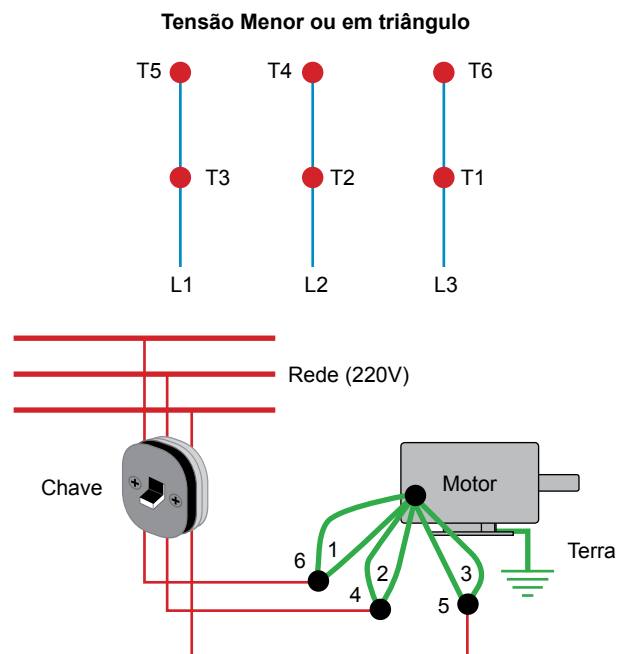 Tensão Menor ou em triângulo
T5 T4 T6
T3 T2 T1
L1 L2 L3
Rede (220V)
Chave
Motor
Terra
6 1
4 2
5 3